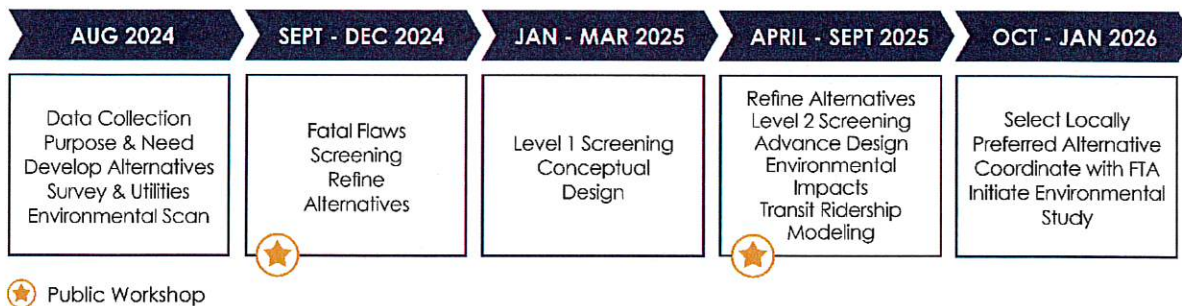 AUG 2024
SEPT - DEC 2024
JAN - MAR 2025
APRIL - SEPT 2025
OCT - JAN 2026
Data Collection
Purpose & Need
Develop Alternatives
Survey & Utilities
Environmental Scan
Fatal Flaws
Screening
Refine
Alternatives
Level 1 Screening
Conceptual
Design
Refine Alternatives
Level 2 Screening
Advance Design
Environmental
Impacts
Transit Ridership
Modeling
Select Locally
Preferred Alternative
Coordinate with FTA
Initiate Environmental
Study
Public Workshop